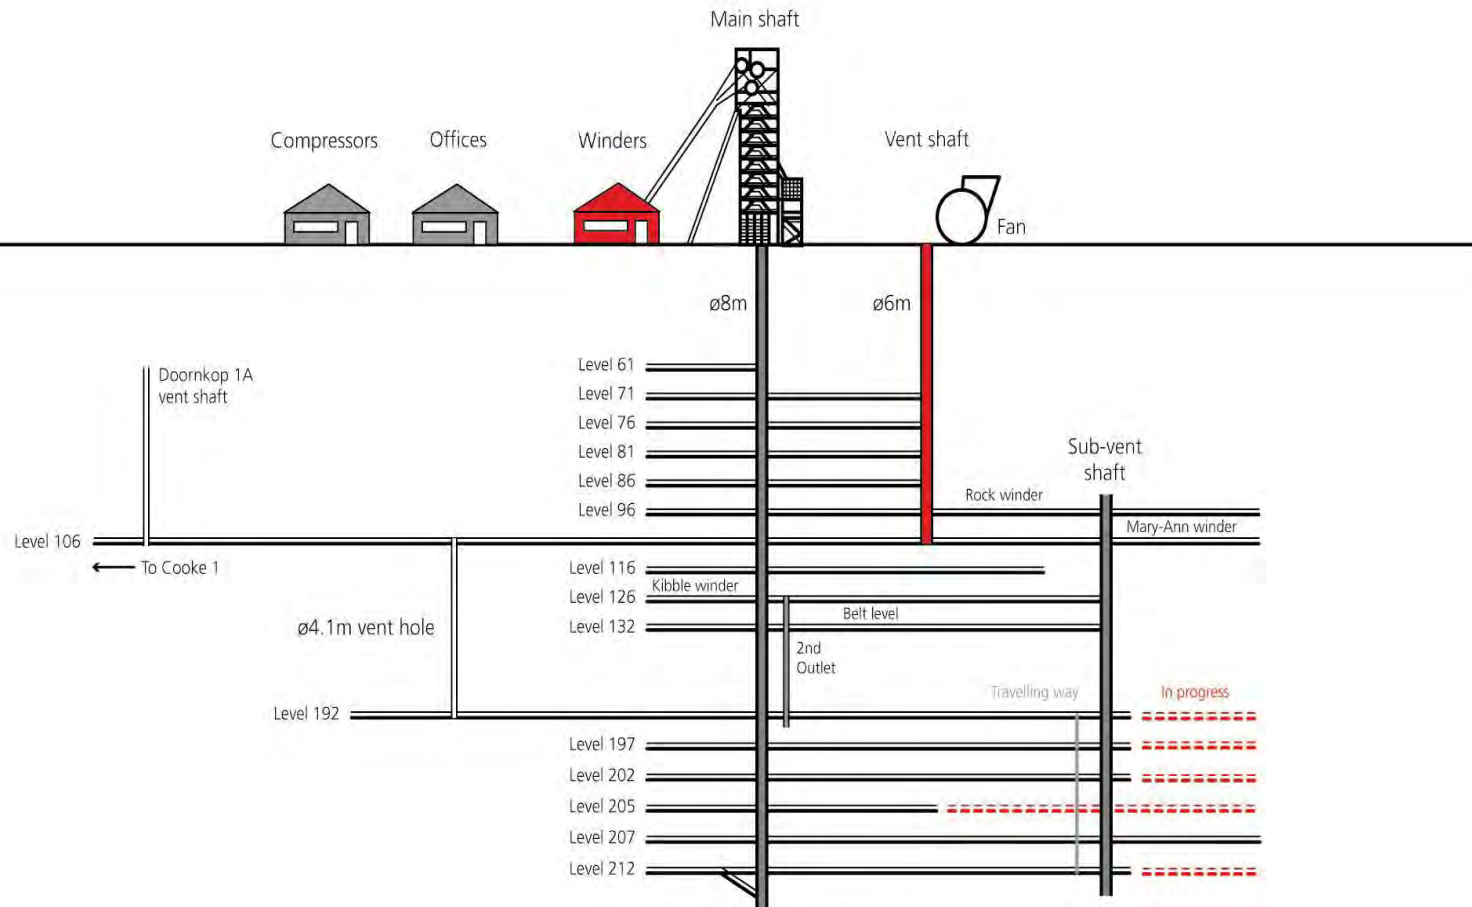 Main shaft
Compressors
Offices
Winders
Vent shaft
Fan
ø8m
ø6m
Level 61
Doornkop 1A
vent shaft
Level 71
Level 76
Level 81
Sub-vent
shaft
Level 86
Rock winder
Level 96
Mary-Ann winder
Level 106
To Cooke 1
Level 116
Kibble winder
Level 126
Belt level
Level 132
ø4.1m vent hole
2nd
Outlet
Travelling way
In progress
Level 192
Level 197
Level 202
Level 205
Level 207
Level 212